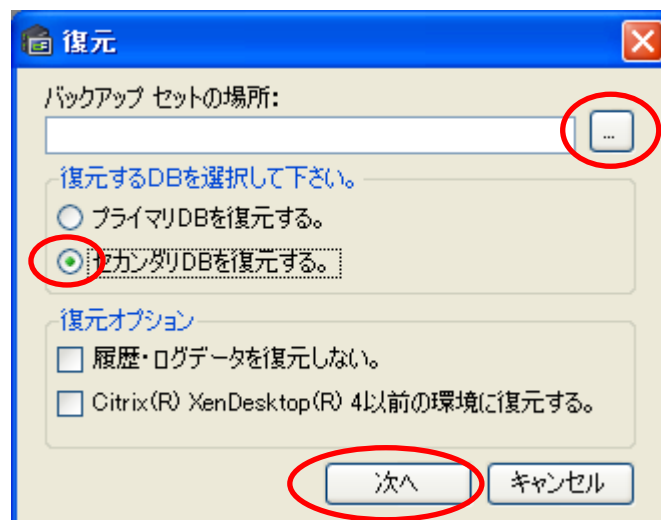 復元
バックアップ セットの場所:
...
復元するDBを選択して下さい。
プライマリDBを復元する。
セカンダリDBを復元する。
復元オプション
履歴・ログデータを復元しない。
Citrix(R) XenDesktop(R) 4以前の環境に復元する。
次へ
キャンセル